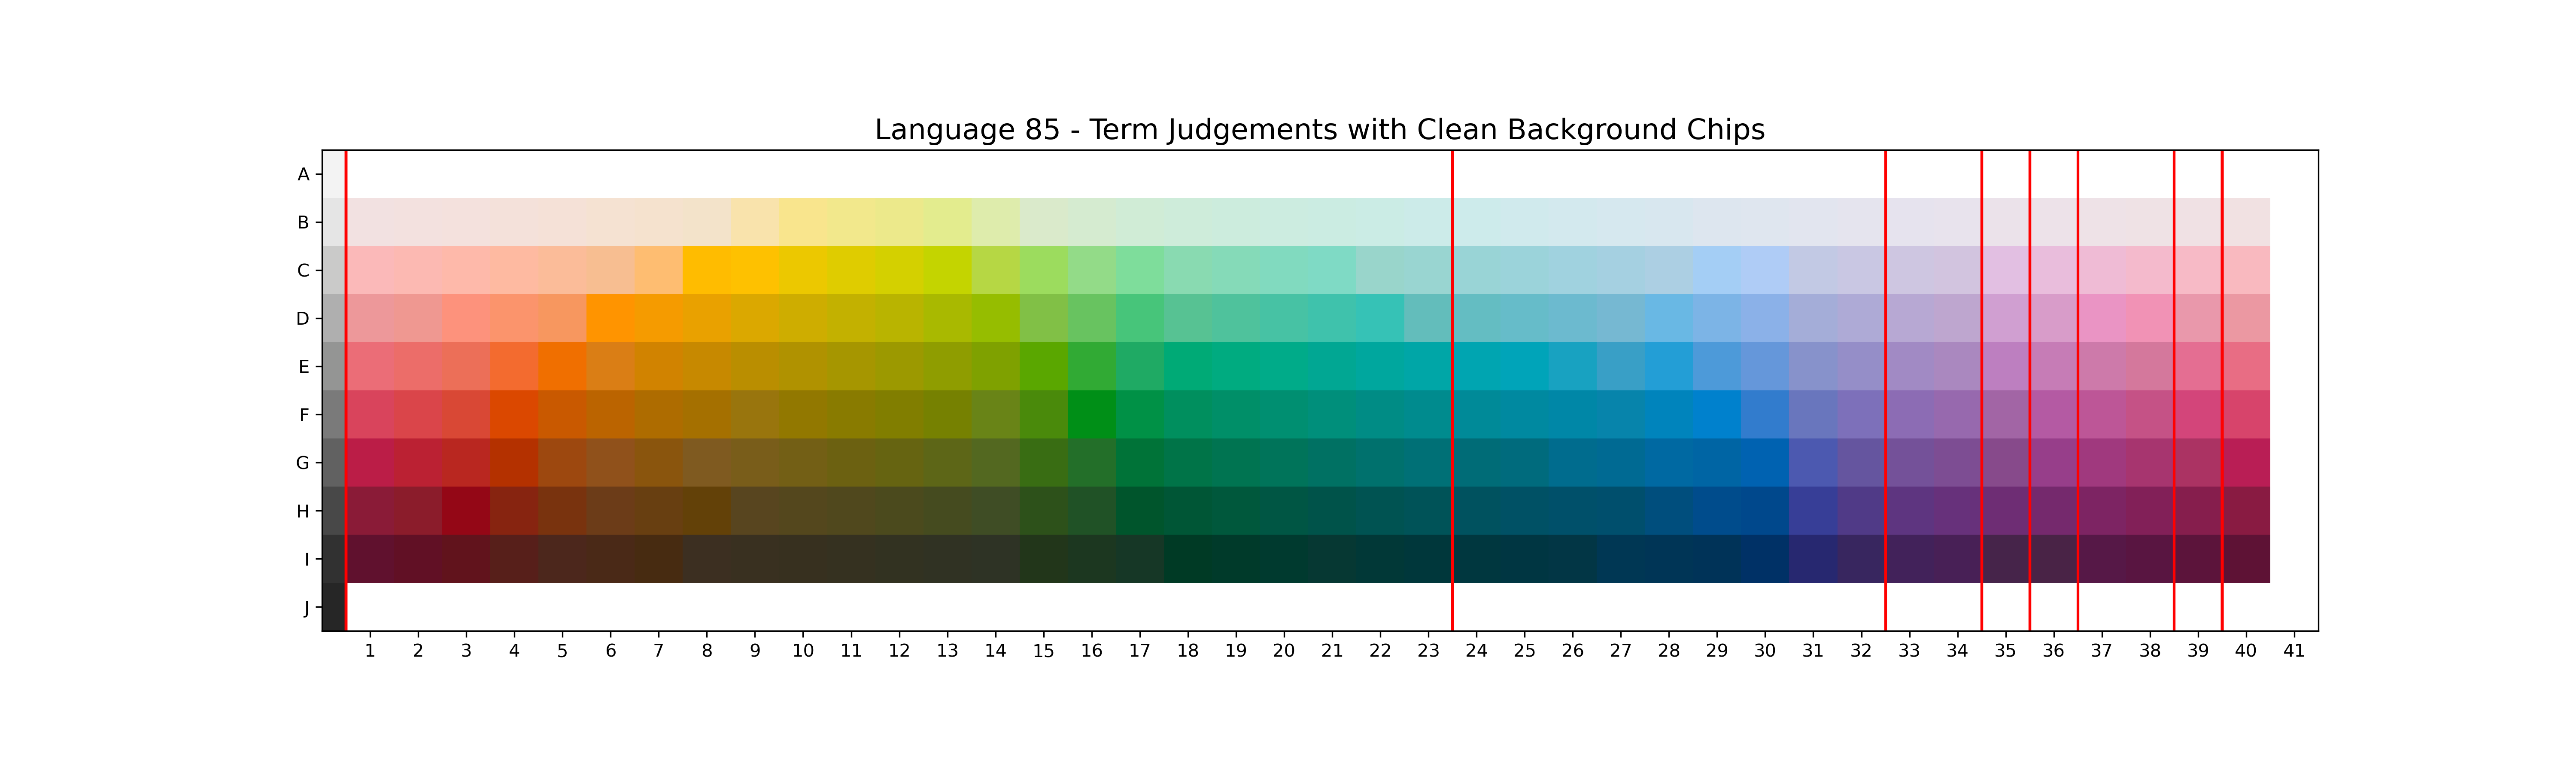 Language 85 - Term Judgements with Clean Background Chips
A
B
C
D
E
F
G
H
I
J
1 2 3 4 5 6 7 8 9 10 11 12 13 14 15 16 17 18 19 20 21 22 23 24 25 26 27 28 29 30 31 32 33 34 35 36 37 38 39 40 41